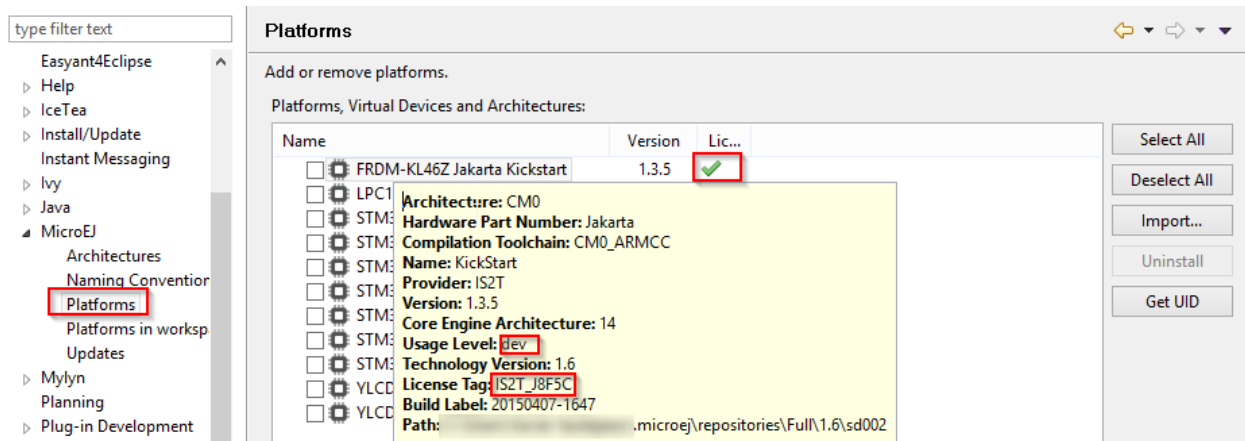 type filter text
Easyant4Eclipse
Help
IceTea
Install/Update
Instant Messaging
Ivy
Java
MicroEJ
Architectures
Naming Convention
Platforms
Platforms in worksp
Updates
Mylyn
Planning
Plug-in Development
Platforms
Add or remove platforms.
Platforms, Virtual Devices and Architectures:
Name Version Lic...
FRDM-KL46Z Jakarta Kickstart 1.3.5
LPC1
STM3
STM3
STM3
STM3
STM3
STM3
STM3
YLCD
YLCD
Architecture: CM0
Hardware Part Number: Jakarta
Compilation Toolchain: CM0_ARMCC
Name: KickStart
Provider: IS2T
Version: 1.3.5
Core Engine Architecture: 14
Usage Level: dev
Technology Version: 1.6
License Tag: IS2T_J8F5C
Build Label: 20150407-1647
Path: .microej\repositories\Full\1.6\sd002
Select All
Deselect All
Import...
Uninstall
Get UID